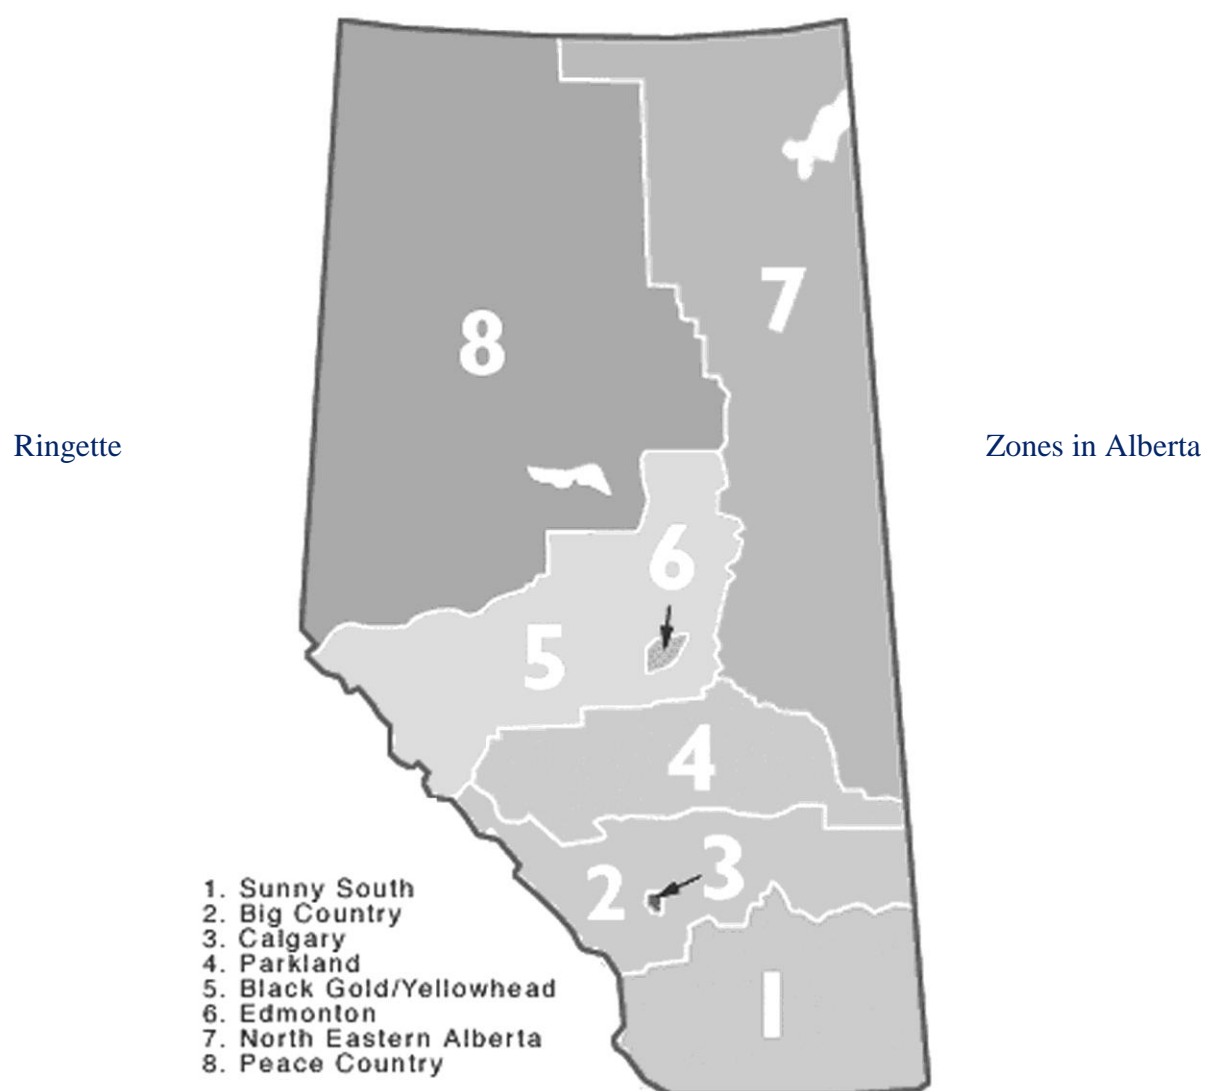 8
7
Ringette
Zones in Alberta
6
5
4
3
2
1
1. Sunny South
2. Big Country
3. Calgary
4. Parkland
5. Black Gold/Yellowhead
6. Edmonton
7. North Eastern Alberta
8. Peace Country